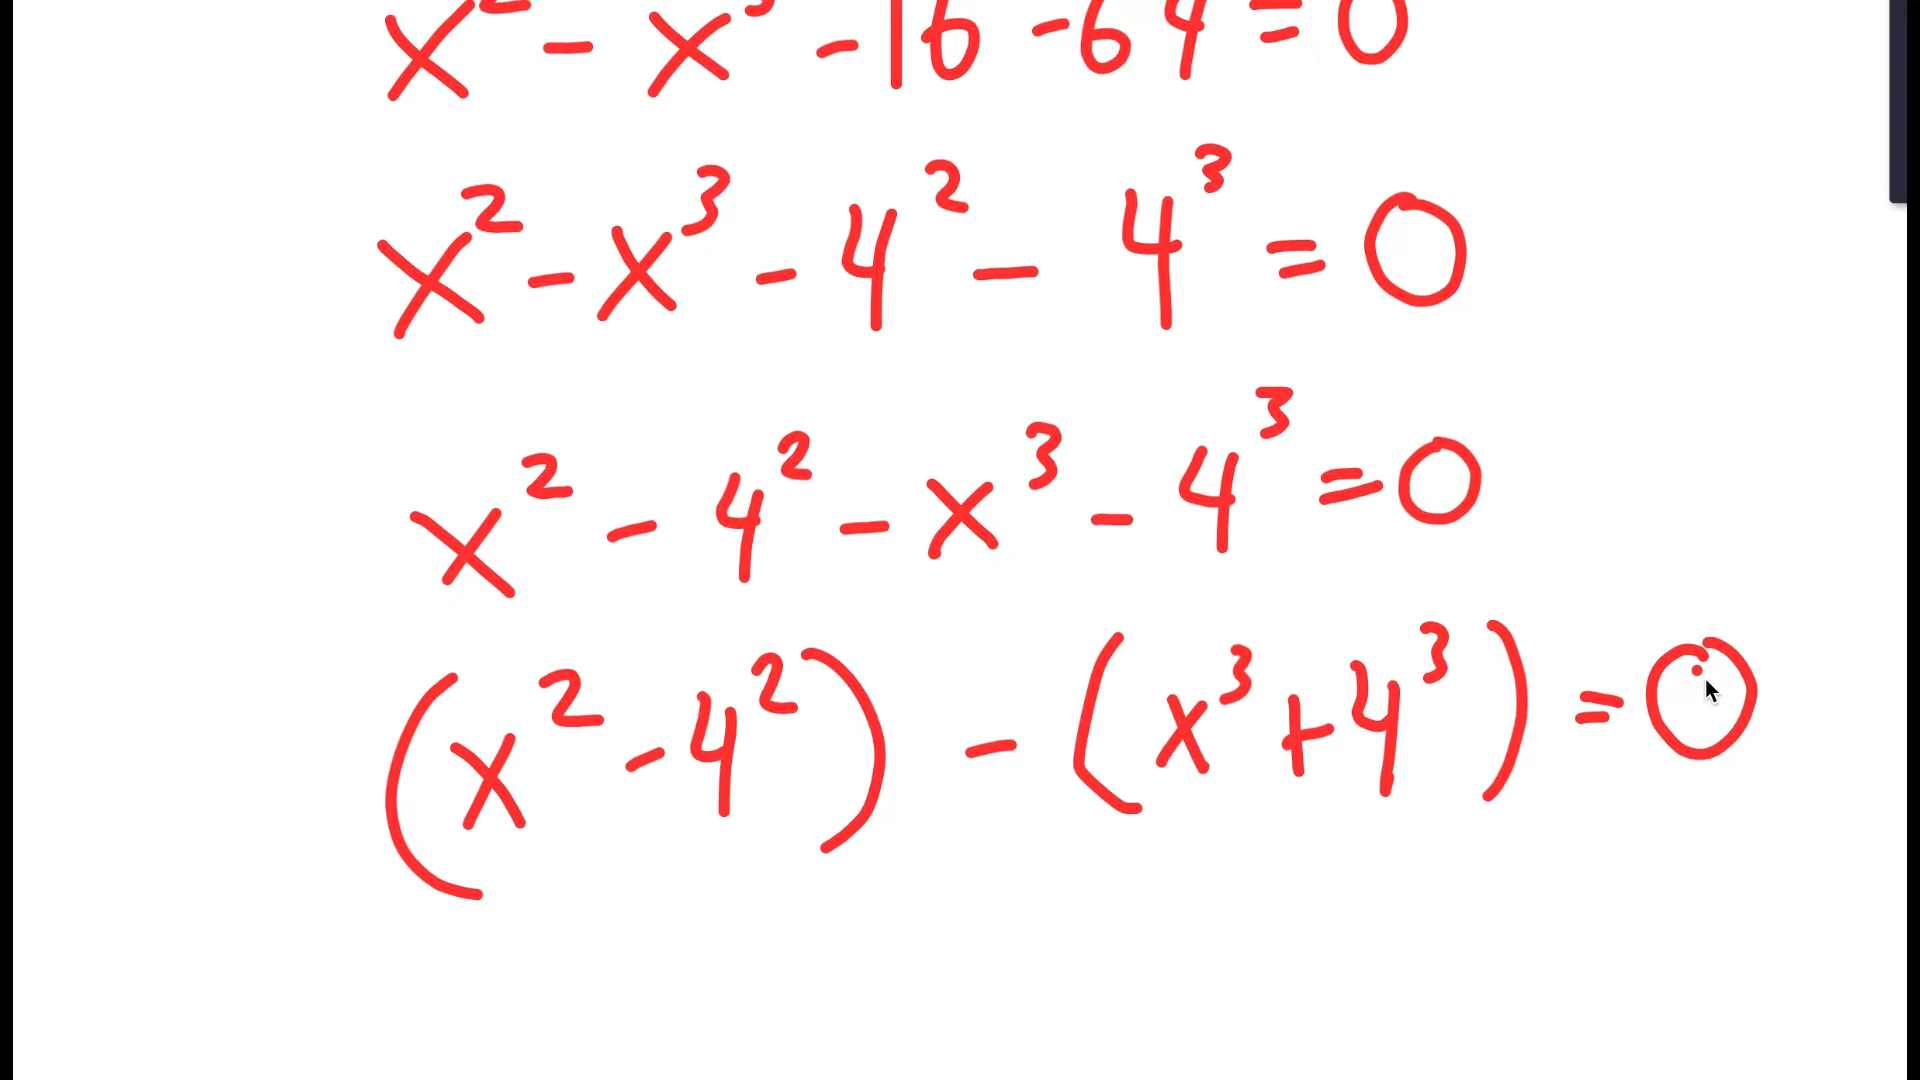 x² - x³ - 16 - 64 = 0
x² - x³ - 4² - 4³ = 0
x² - 4² - x³ - 4³ = 0
(x² - 4²) - (x³ + 4³) = 0